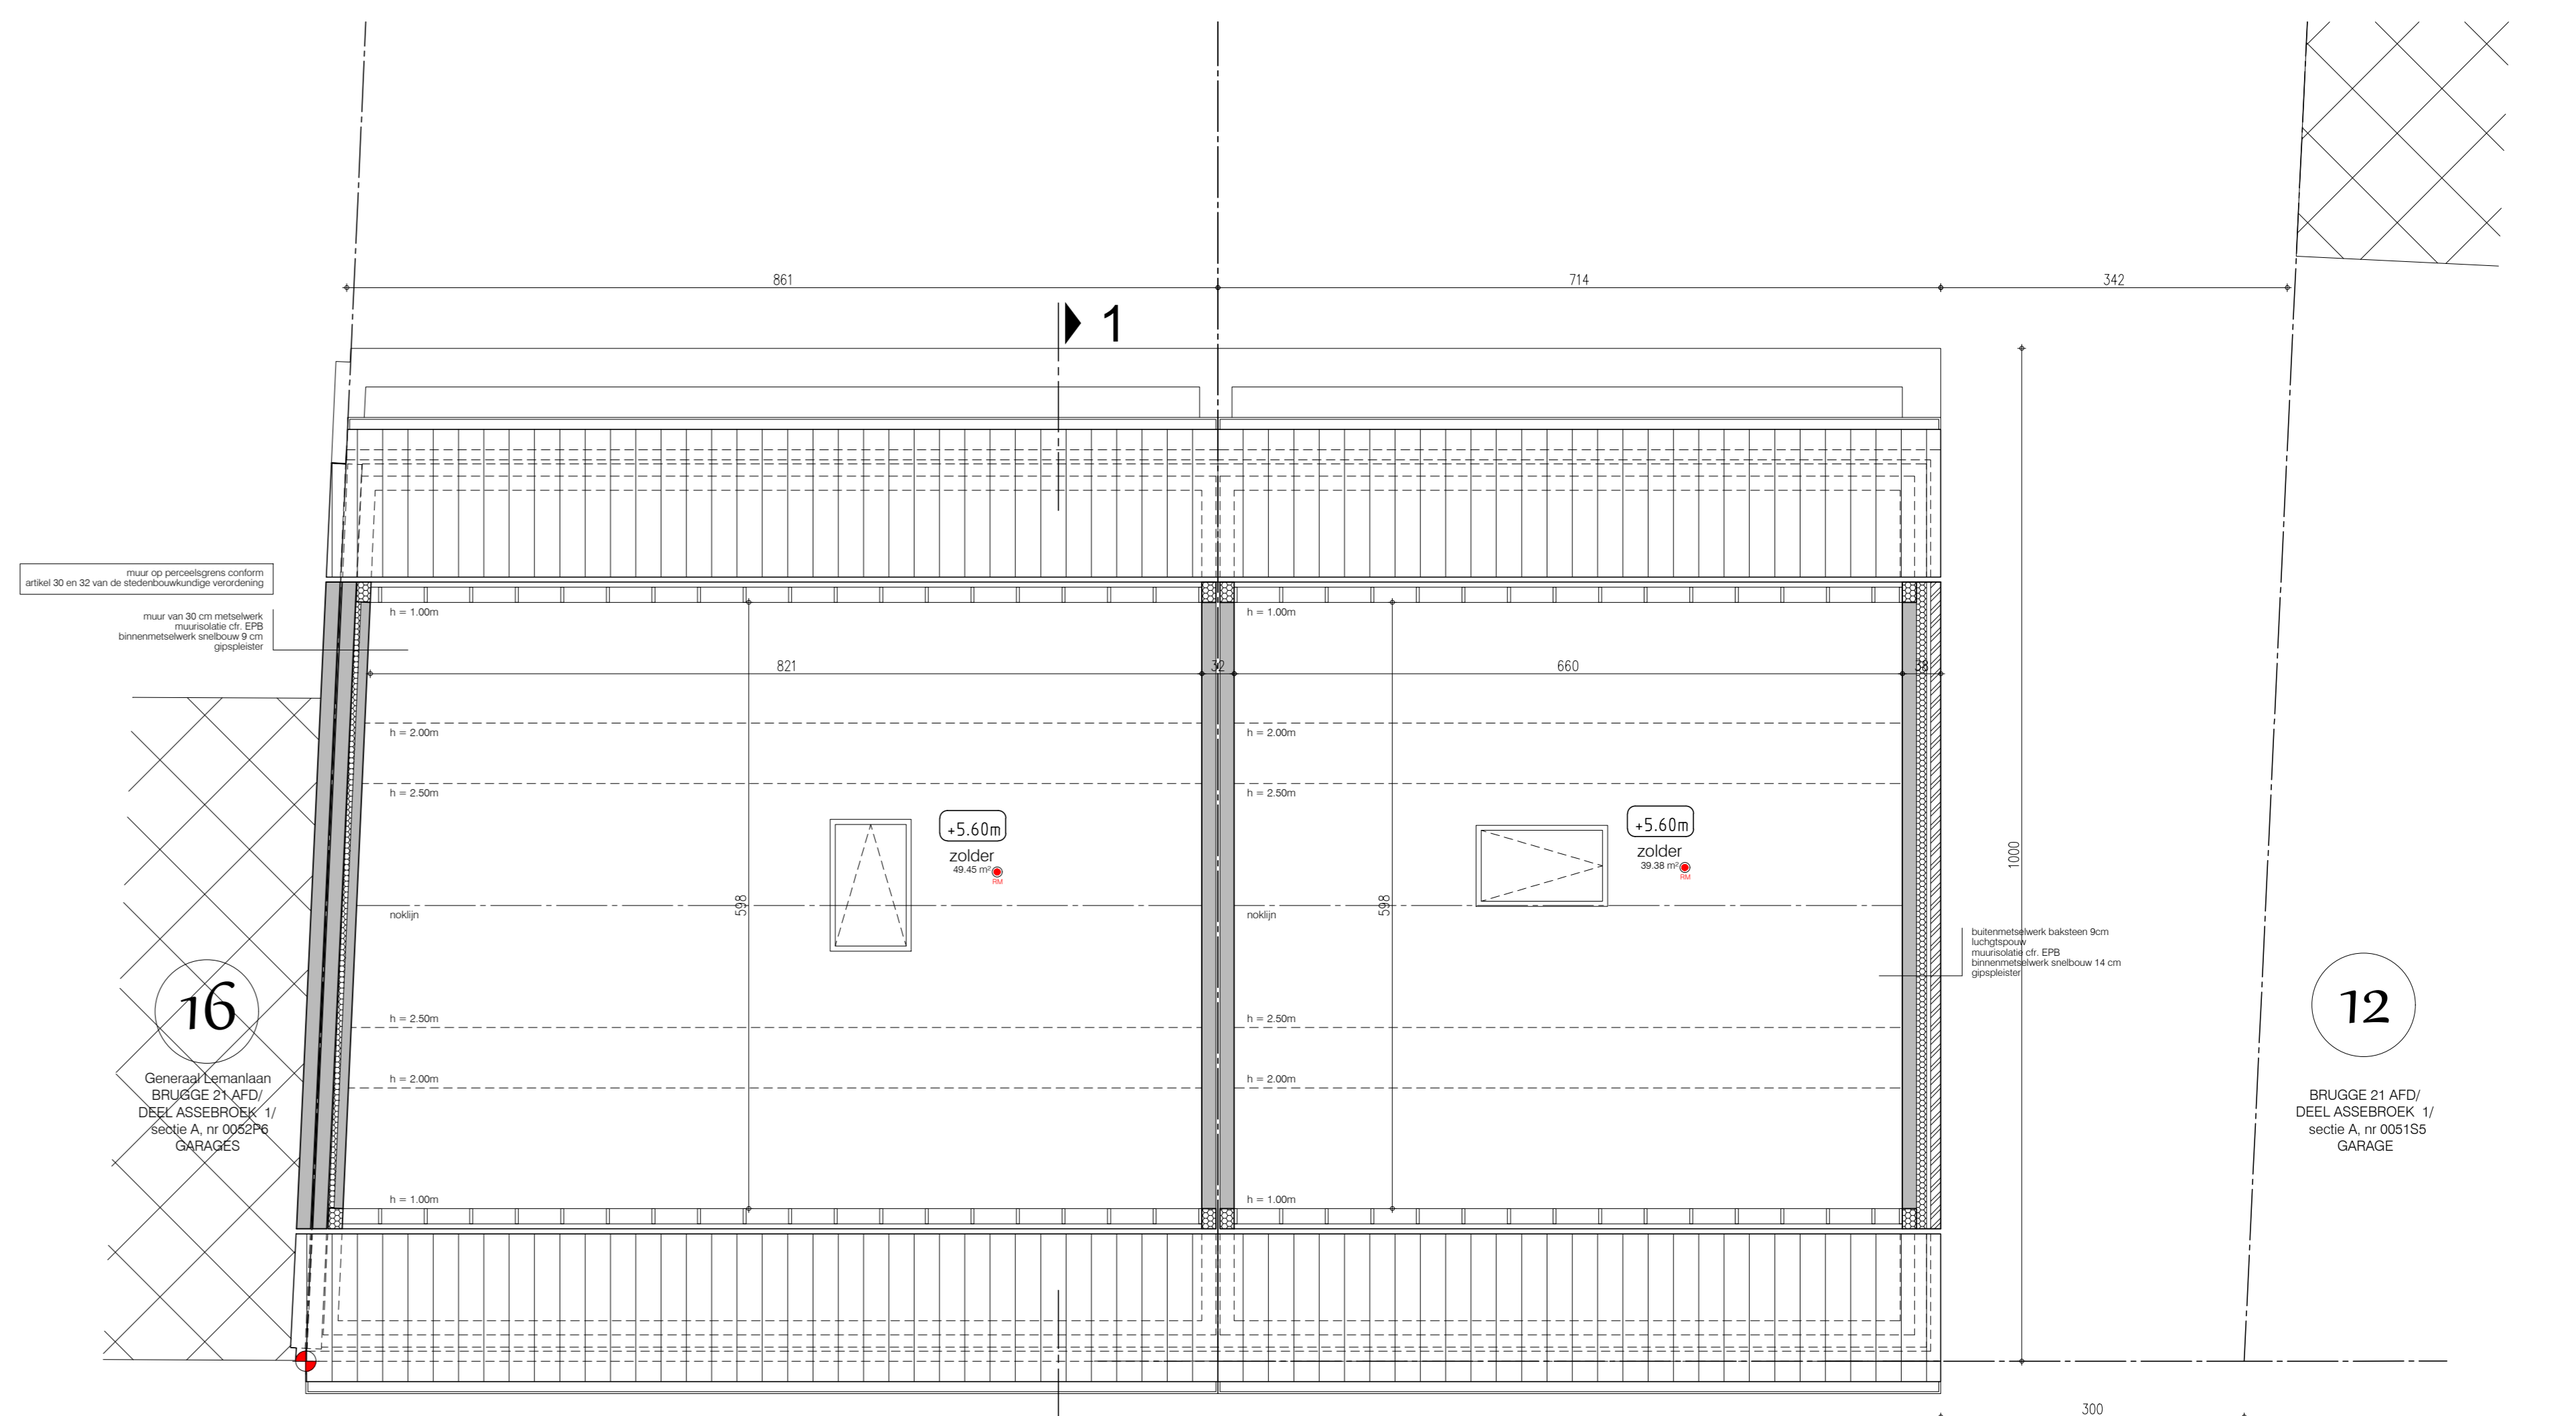 861
714
342
1
muur op perceelsgrens conform
artikel 30 en 32 van de stedenbouwkundige verordening
muur van 30 cm metselwerk
muurisolatie cfr. EPB
binnenmetselwerk snelbouw 9 cm
gipspleister
h = 1.00m
h = 1.00m
821
32
660
38
h = 2.00m
h = 2.00m
h = 2.50m
h = 2.50m
+5.60m
zolder
49.45 m²
RM
+5.60m
zolder
39.38 m²
RM
1000
598
598
noklijn
noklijn
buitenmetselwerk baksteen 9cm
luchgtspouw
muurisolatie cfr. EPB
binnenmetselwerk snelbouw 14 cm
gipspleister
16
Generaal Lemanlaan
BRUGGE 21 AFD/
DEEL ASSEBROEK 1/
sectie A, nr 0052P6
GARAGES
12
BRUGGE 21 AFD/
DEEL ASSEBROEK 1/
sectie A, nr 0051S5
GARAGE
h = 2.50m
h = 2.50m
h = 2.00m
h = 2.00m
h = 1.00m
h = 1.00m
300